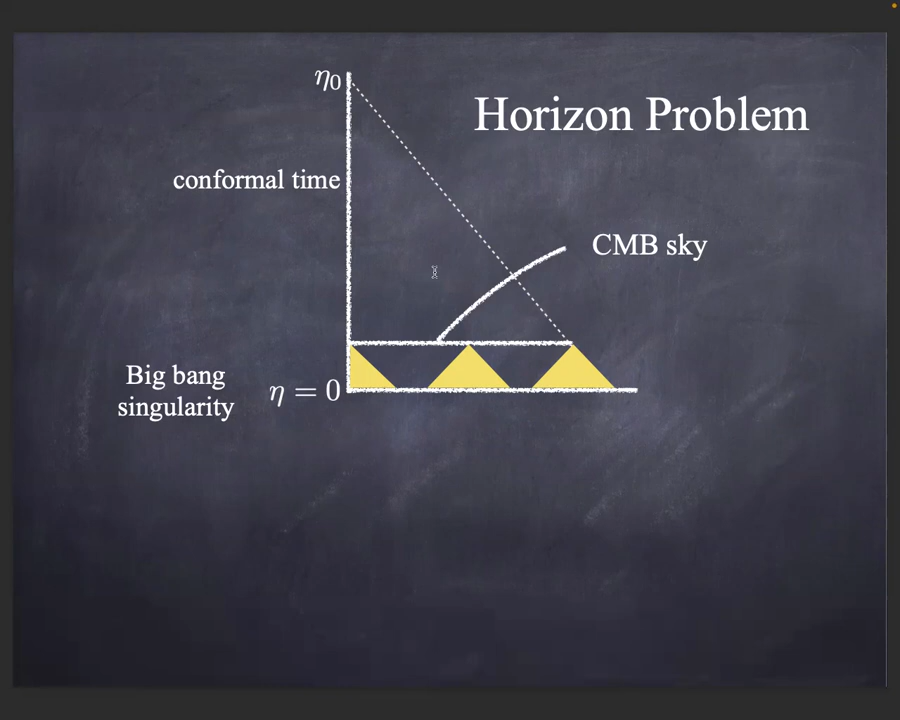 η0
Horizon Problem
conformal time
CMB sky
Big bang
singularity
η = 0